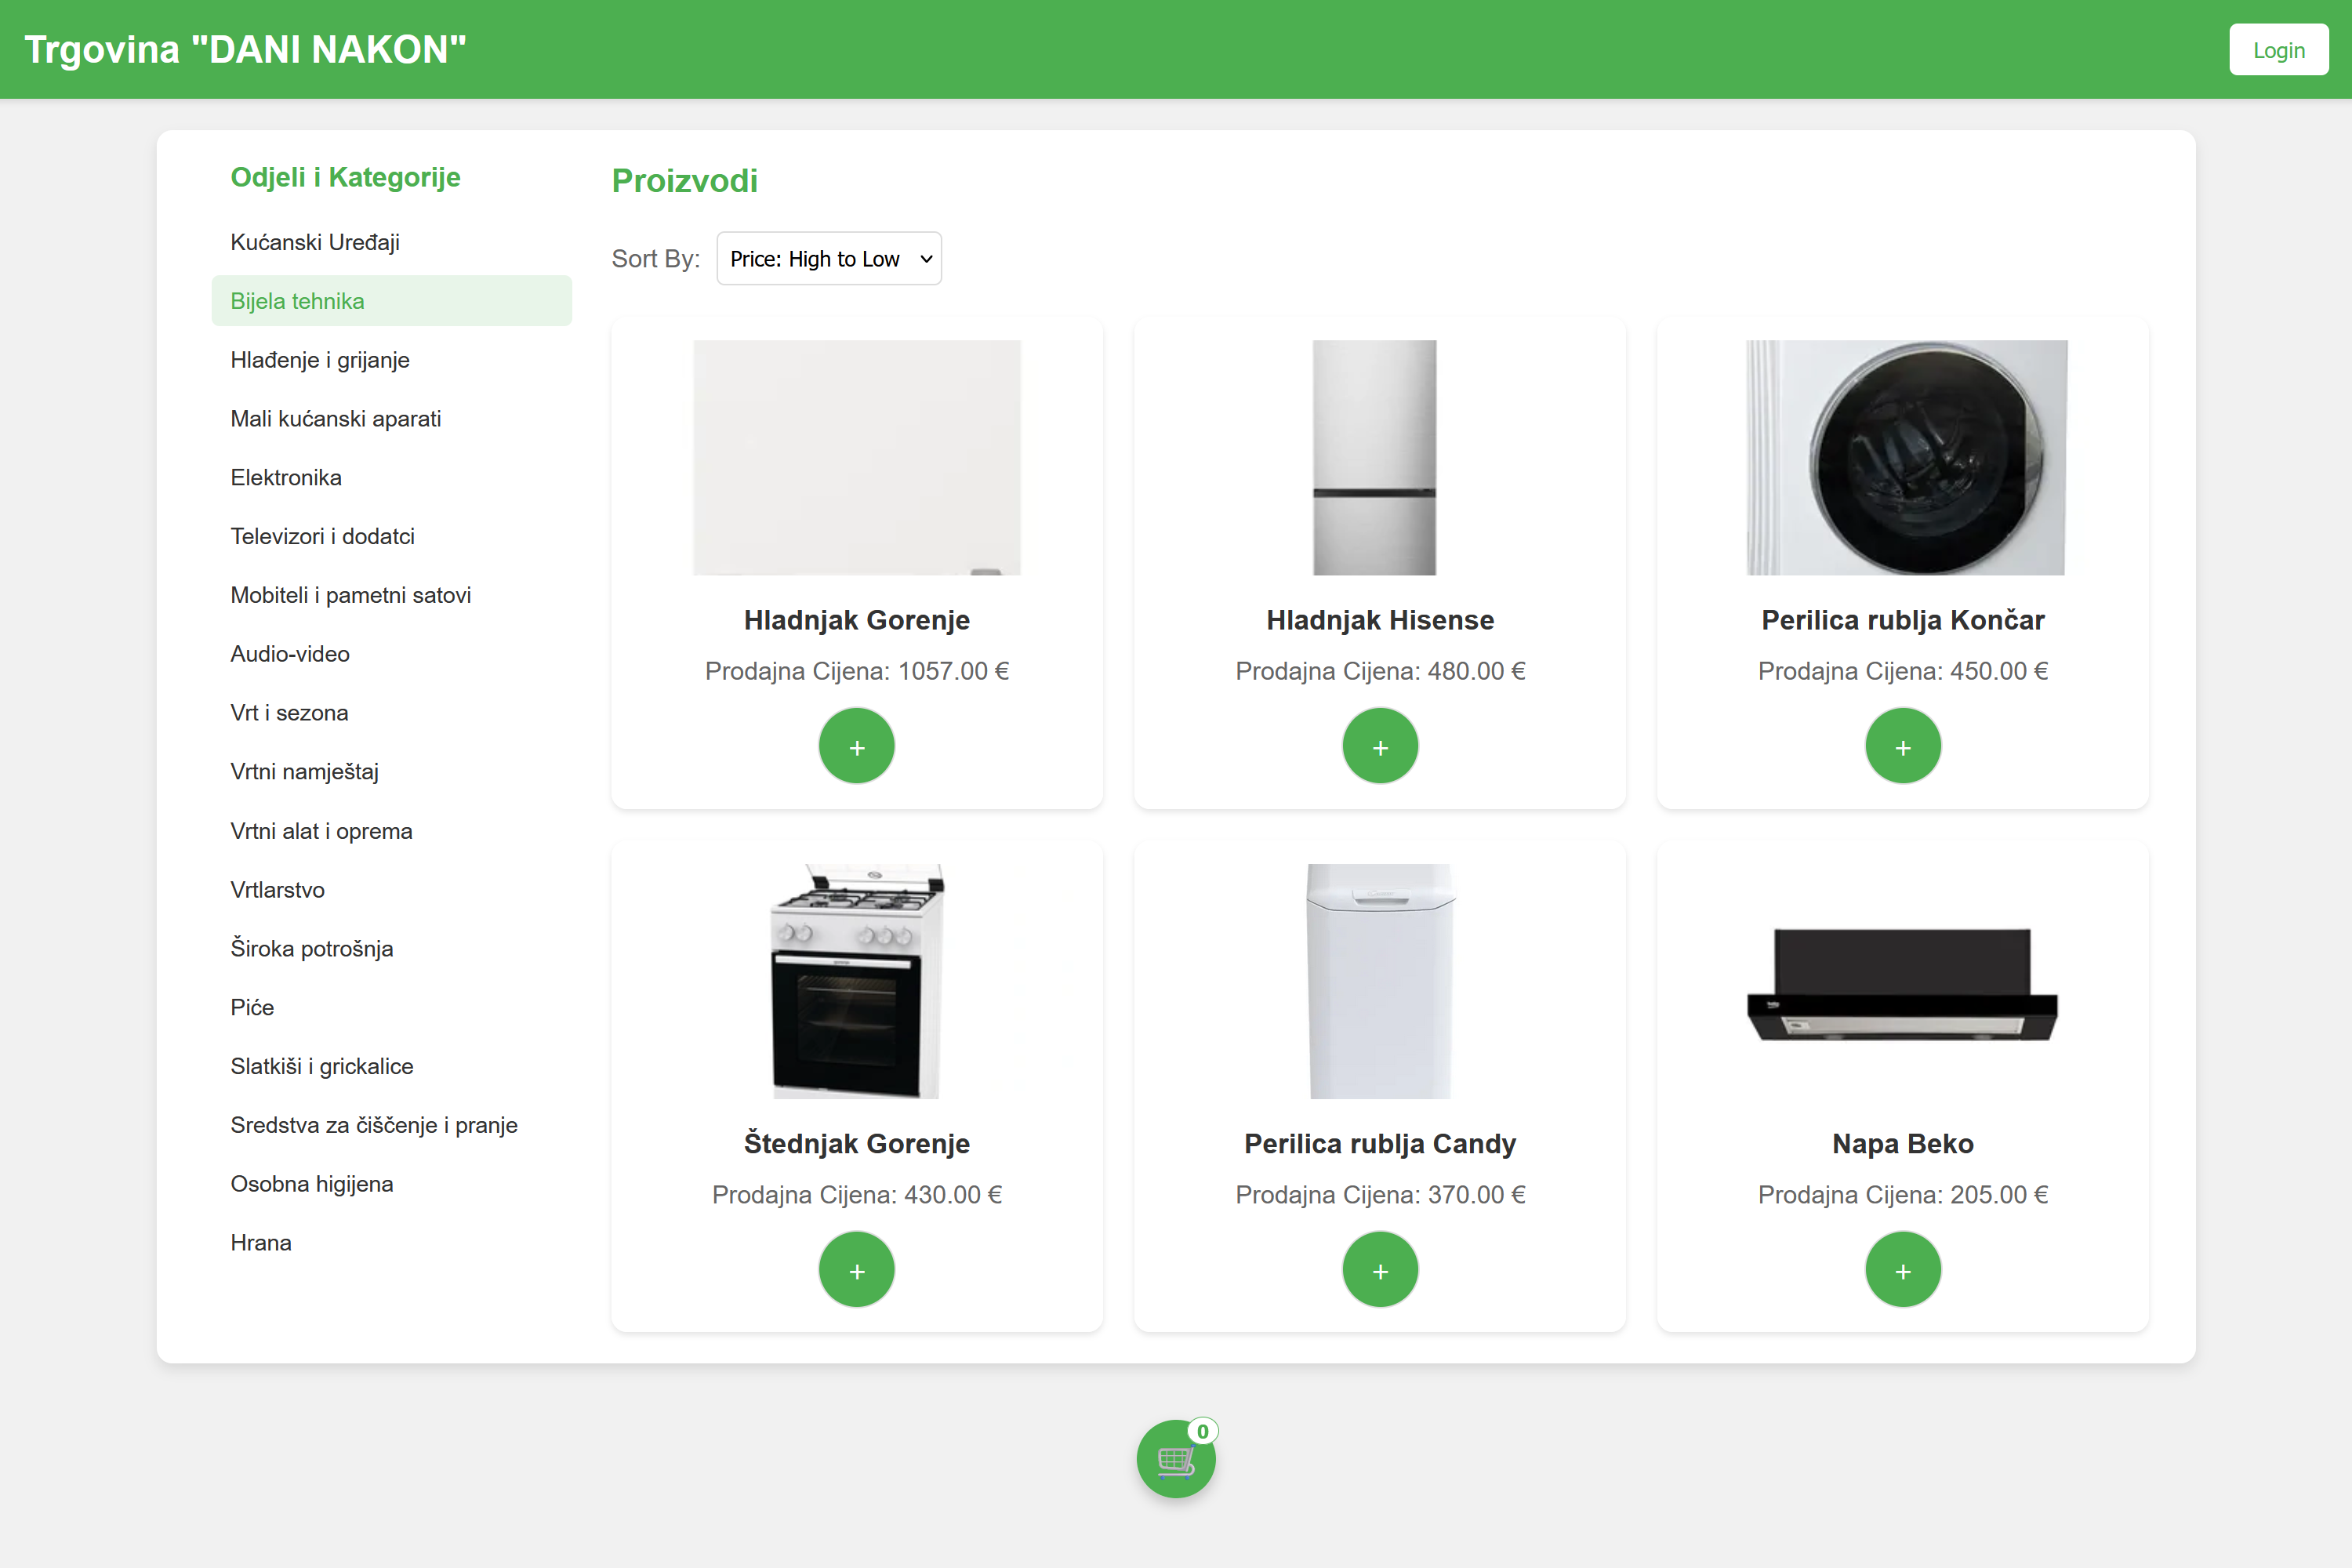 Trgovina "DANI NAKON"
Login
Odjeli i Kategorije
Kućanski Uređaji
Bijela tehnika
Hlađenje i grijanje
Mali kućanski aparati
Elektronika
Televizori i dodatci
Mobiteli i pametni satovi
Audio-video
Vrt i sezona
Vrtni namještaj
Vrtni alat i oprema
Vrtlarstvo
Široka potrošnja
Piće
Slatkiši i grickalice
Sredstva za čiščenje i pranje
Osobna higijena
Hrana
Proizvodi
Sort By: Price: High to Low
Hladnjak Gorenje
Prodajna Cijena: 1057.00 €
+
Hladnjak Hisense
Prodajna Cijena: 480.00 €
+
Perilica rublja Končar
Prodajna Cijena: 450.00 €
+
Štednjak Gorenje
Prodajna Cijena: 430.00 €
+
Perilica rublja Candy
Prodajna Cijena: 370.00 €
+
Napa Beko
Prodajna Cijena: 205.00 €
+
0